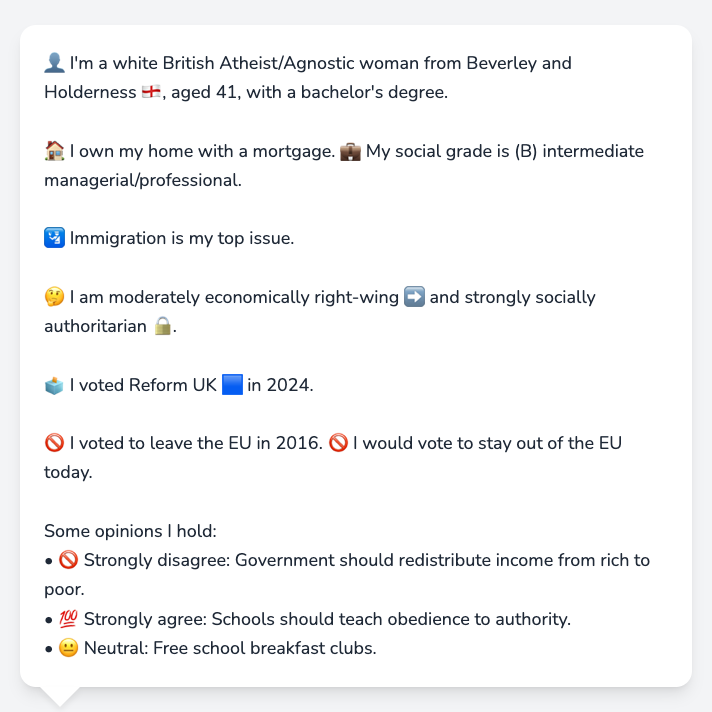 👤 I'm a white British Atheist/Agnostic woman from Beverley and
Holderness 🏴󠁧󠁢󠁥󠁮󠁧󠁿, aged 41, with a bachelor's degree.
🏠 I own my home with a mortgage. 💼 My social grade is (B) intermediate
managerial/professional.
🛂 Immigration is my top issue.
🤔 I am moderately economically right-wing ➡️ and strongly socially
authoritarian 🔒.
🗳️ I voted Reform UK 🟦 in 2024.
🚫 I voted to leave the EU in 2016. 🚫 I would vote to stay out of the EU
today.
Some opinions I hold:
• 🚫 Strongly disagree: Government should redistribute income from rich to
poor.
• 💯 Strongly agree: Schools should teach obedience to authority.
• 😐 Neutral: Free school breakfast clubs.